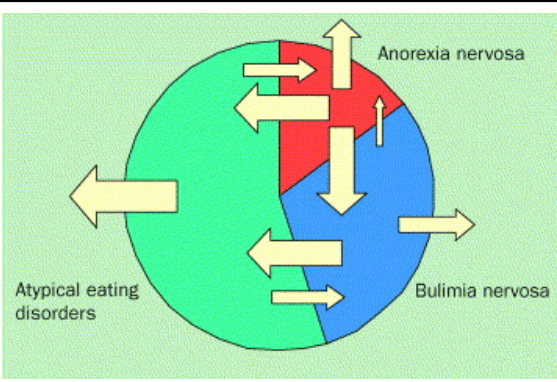 Anorexia nervosa
Atypical eating
disorders
Bulimia nervosa